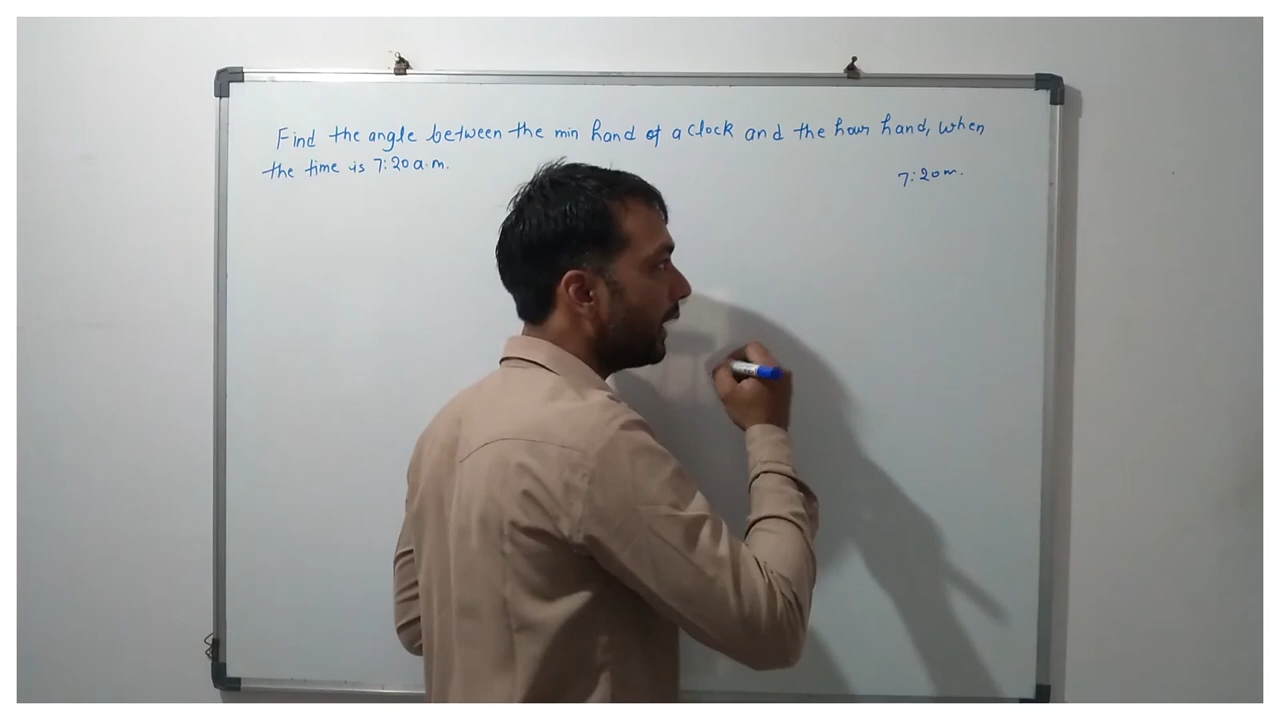 Find the angle between the min hand of a clock and the hour hand, when
the time is 7:20 a.m.
7:20m.